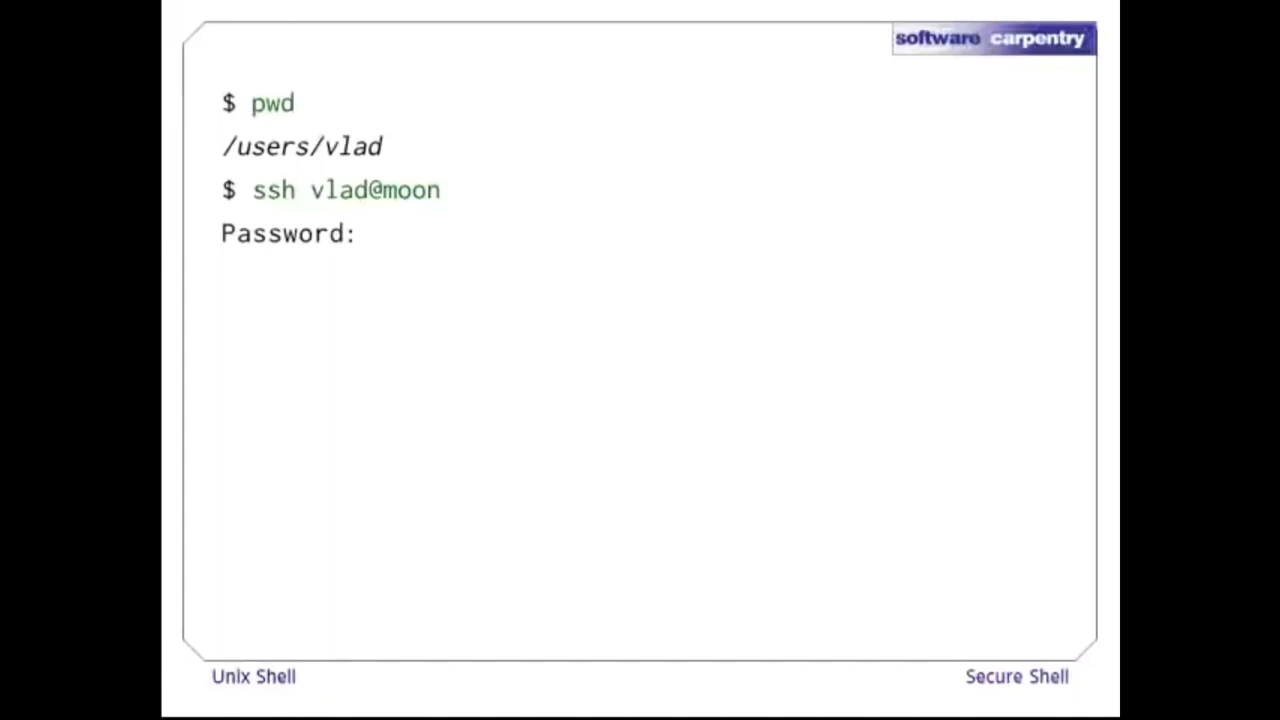 software carpentry
$ pwd
/users/vlad
$ ssh vlad@moon
Password:
Unix Shell
Secure Shell